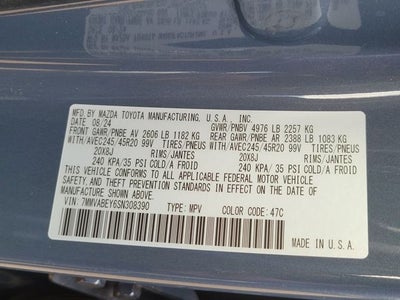 MFD. BY MAZDA TOYOTA MANUFACTURING, U.S.A., INC.
DATE 08/24 GVWR/PNBV 4976 LB 2257 KG
FRONT GAWR/PNBE AV 2606 LB 1182 KG REAR GAWR/PNBE AR 2388 LB 1083 KG
WITH/AVEC245/45R20 99V TIRES/PNEUS WITH/AVEC245/45R20 99V TIRES/PNEUS
20X8J RIMS/JANTES 20X8J RIMS/JANTES
240 KPA/35 PSI COLD/A FROID 240 KPA/35 PSI COLD/A FROID
THIS VEHICLE CONFORMS TO ALL APPLICABLE FEDERAL MOTOR VEHICLE
SAFETY, AND THEFT PREVENTION STANDARDS IN EFFECT ON THE DATE OF
MANUFACTURE SHOWN ABOVE.
VIN: 7MMVABEY6SN308390 TYPE: MPV COLOR CODE: 47C